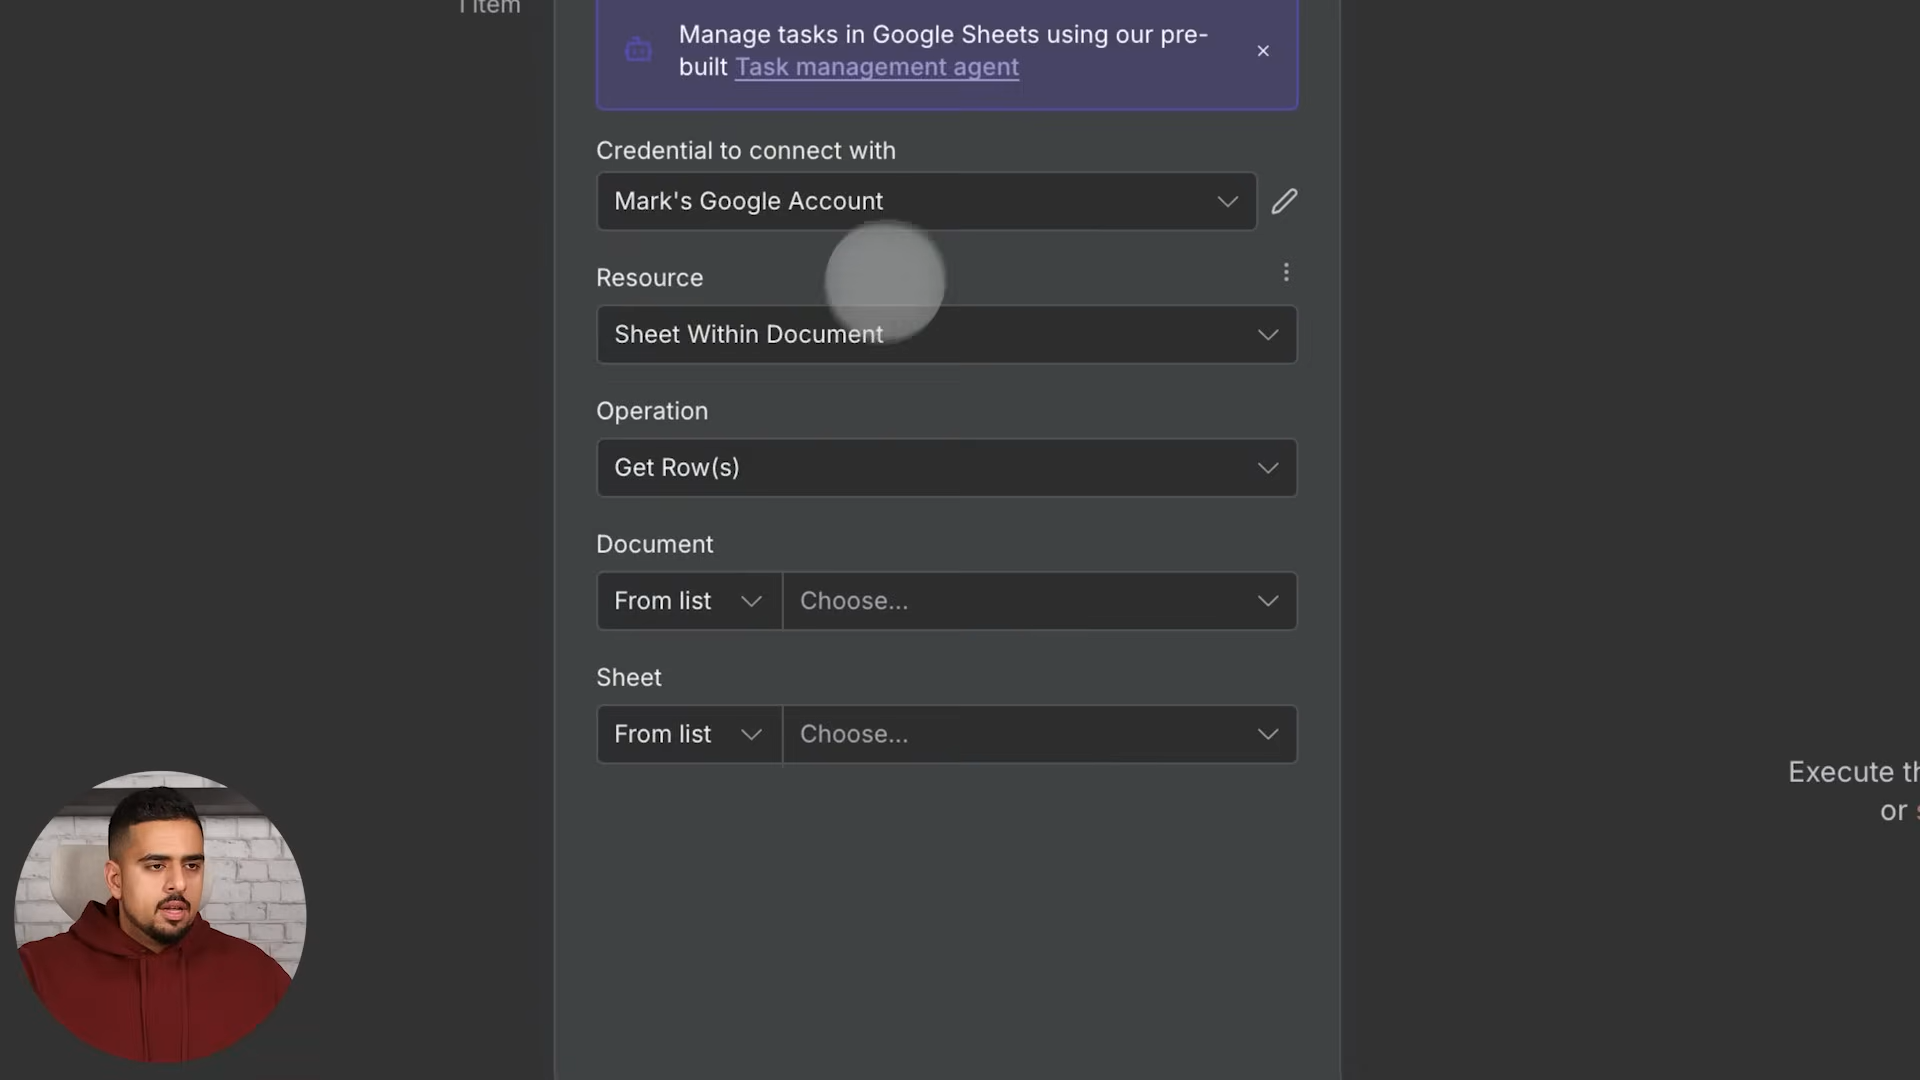 1 item
Manage tasks in Google Sheets using our pre-
built Task management agent
Credential to connect with
Mark's Google Account
Resource
Sheet Within Document
Operation
Get Row(s)
Document
From list
Choose...
Sheet
From list
Choose...
Execute th
or